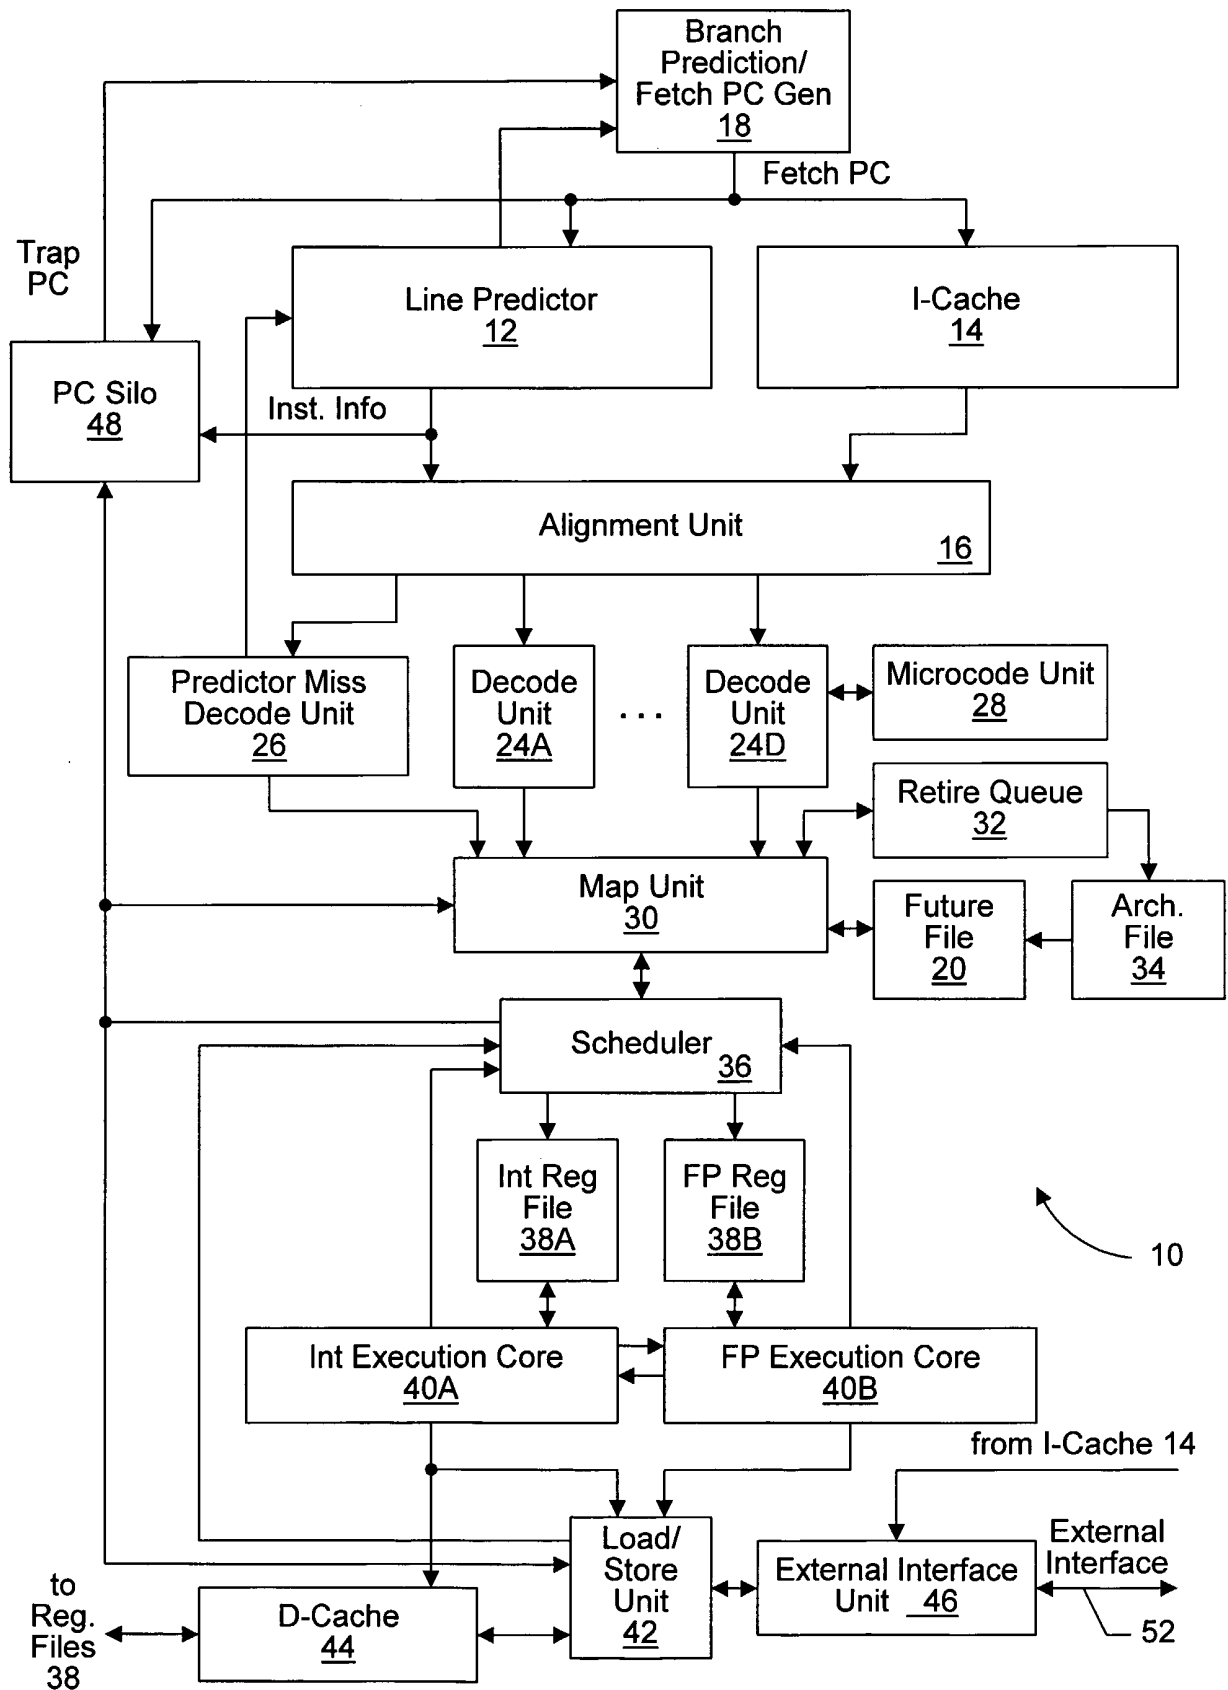 Branch
Prediction/
Fetch PC Gen
18
Fetch PC
Trap
PC
Line Predictor
12
I-Cache
14
PC Silo
48
Inst. Info
Alignment Unit
16
Predictor Miss
Decode Unit
26
Decode
Unit
24A
. . .
Decode
Unit
24D
Microcode Unit
28
Retire Queue
32
Map Unit
30
Future
File
20
Arch.
File
34
Scheduler
36
Int Reg
File
38A
FP Reg
File
38B
10
Int Execution Core
40A
FP Execution Core
40B
from I-Cache 14
Load/
Store
Unit
42
External Interface
Unit 46
External
Interface
52
to
Reg.
Files
38
D-Cache
44